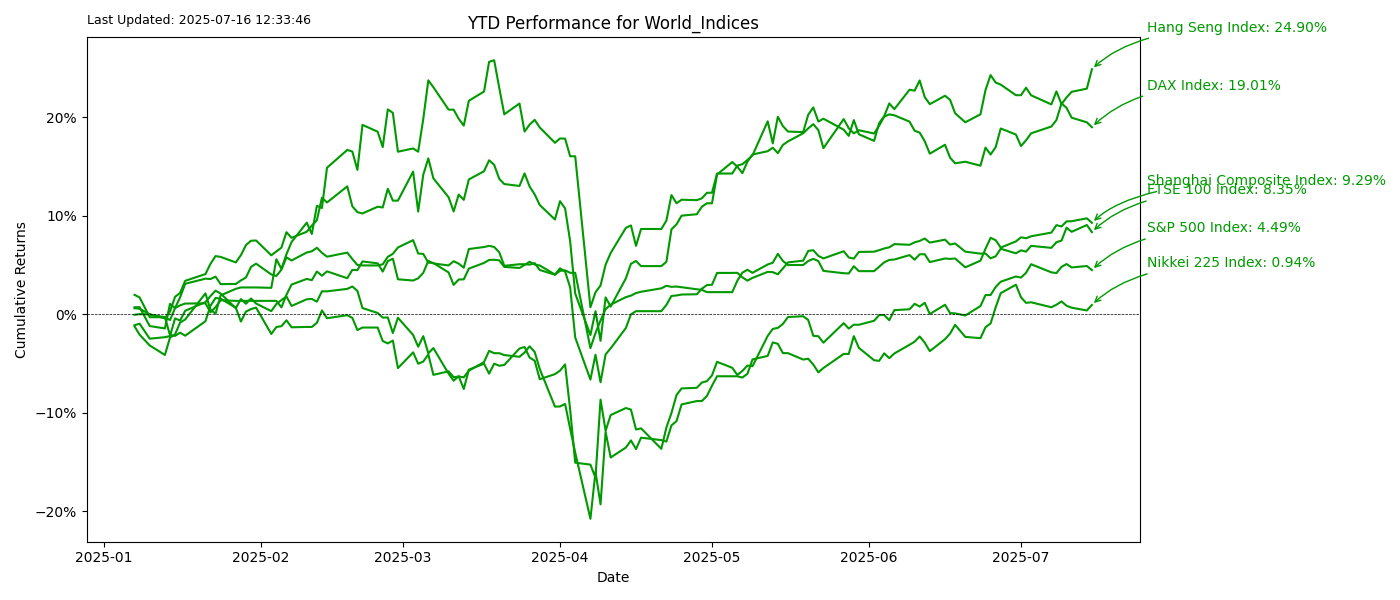 Last Updated: 2025-07-16 12:33:46
YTD Performance for World_Indices
Hang Seng Index: 24.90%
DAX Index: 19.01%
Shanghai Composite Index: 9.29%
FTSE 100 Index: 8.35%
S&P 500 Index: 4.49%
Nikkei 225 Index: 0.94%
Cumulative Returns
20%
10%
0%
−10%
−20%
2025-01 2025-02 2025-03 2025-04 2025-05 2025-06 2025-07
Date